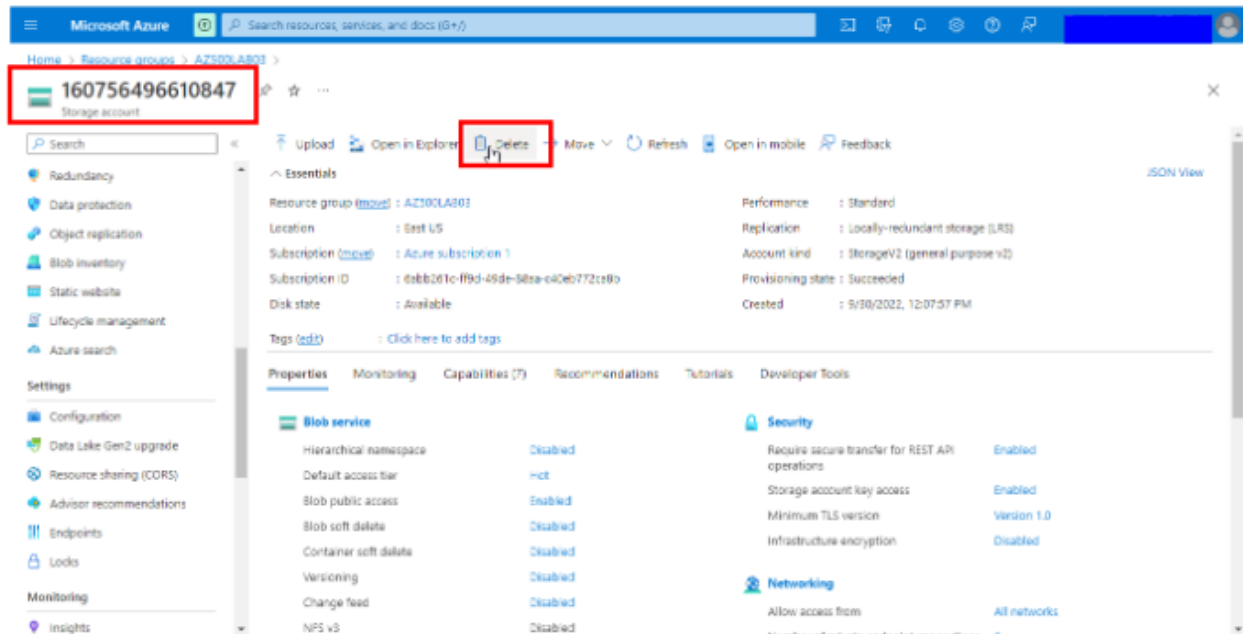 Microsoft Azure
Search resources, services, and docs (G+/)
Home > Resource groups > AZ500LAB03 >
160756496610847
Storage account
Search
Upload Open in Explorer Delete Move Refresh Open in mobile Feedback
Essentials
JSON View
Redundancy
Data protection
Object replication
Blob inventory
Static website
Lifecycle management
Azure search
Settings
Configuration
Data Lake Gen2 upgrade
Resource sharing (CORS)
Advisor recommendations
Endpoints
Locks
Monitoring
Insights
Resource group (move) : AZ500LAB03
Location : East US
Subscription (move) : Azure subscription 1
Subscription ID :
Disk state : Available
Performance : Standard
Replication : Locally-redundant storage (LRS)
Account kind : StorageV2 (general purpose v2)
Provisioning state : Succeeded
Created : 9/30/2022, 12:07:57 PM
Tags (edit) : Click here to add tags
Properties Monitoring Capabilities (7) Recommendations Tutorials Developer Tools
Blob service
Hierarchical namespace Disabled
Default access tier Hot
Blob public access Enabled
Blob soft delete Disabled
Container soft delete Disabled
Versioning Disabled
Change feed Disabled
NFS v3 Disabled
Security
Require secure transfer for REST API Enabled
operations
Storage account key access Enabled
Minimum TLS version Version 1.0
Infrastructure encryption Disabled
Networking
Allow access from All networks